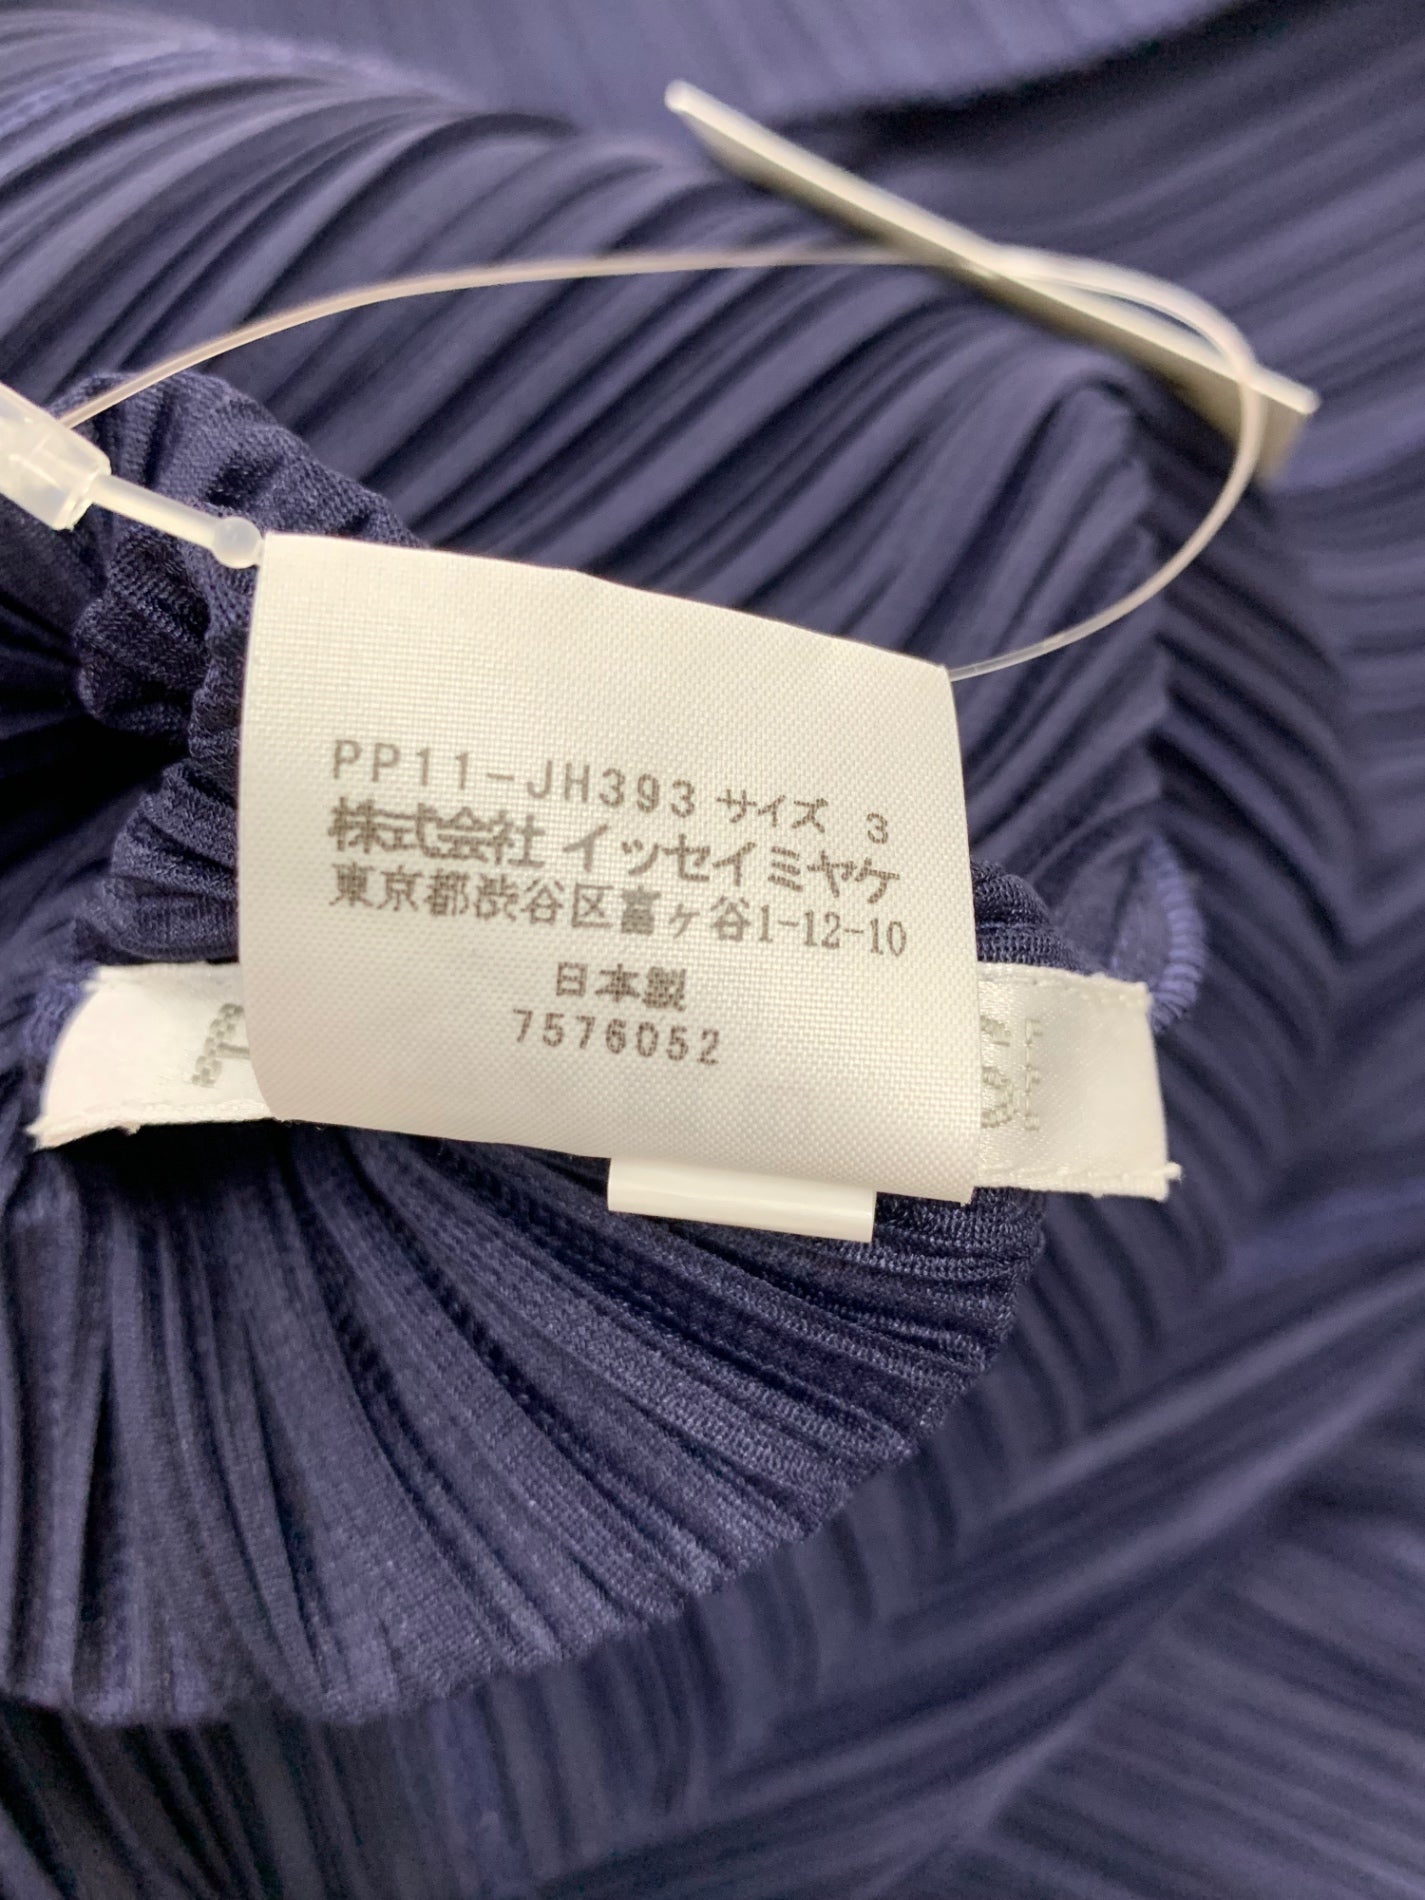 PP11-JH393 サイズ 3
株式会社 イッセイミヤケ
東京都渋谷区富ヶ谷1-12-10
日本製
7576052